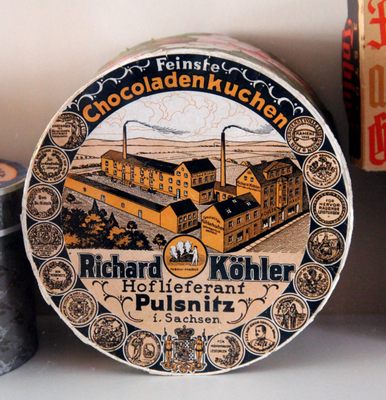 Feinste
Chocoladenkuchen
Richard Köhler
Hoflieferant
Pulsnitz
i. Sachsen